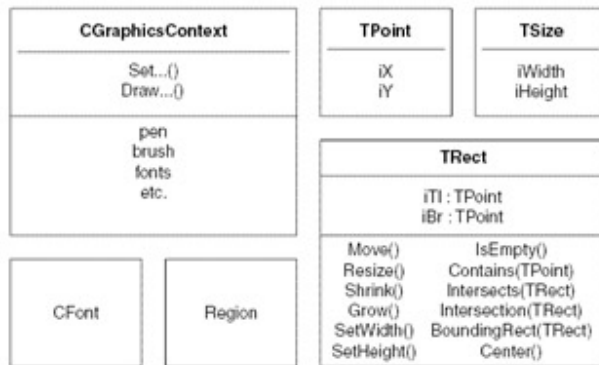 CGraphicsContext
Set...()
Draw...()
pen
brush
fonts
etc.
TPoint
iX
iY
TSize
iWidth
iHeight
TRect
iTl : TPoint
iBr : TPoint
Move() IsEmpty()
Resize() Contains(TPoint)
Shrink() Intersects(TRect)
Grow() Intersection(TRect)
SetWidth() BoundingRect(TRect)
SetHeight() Center()
CFont
Region